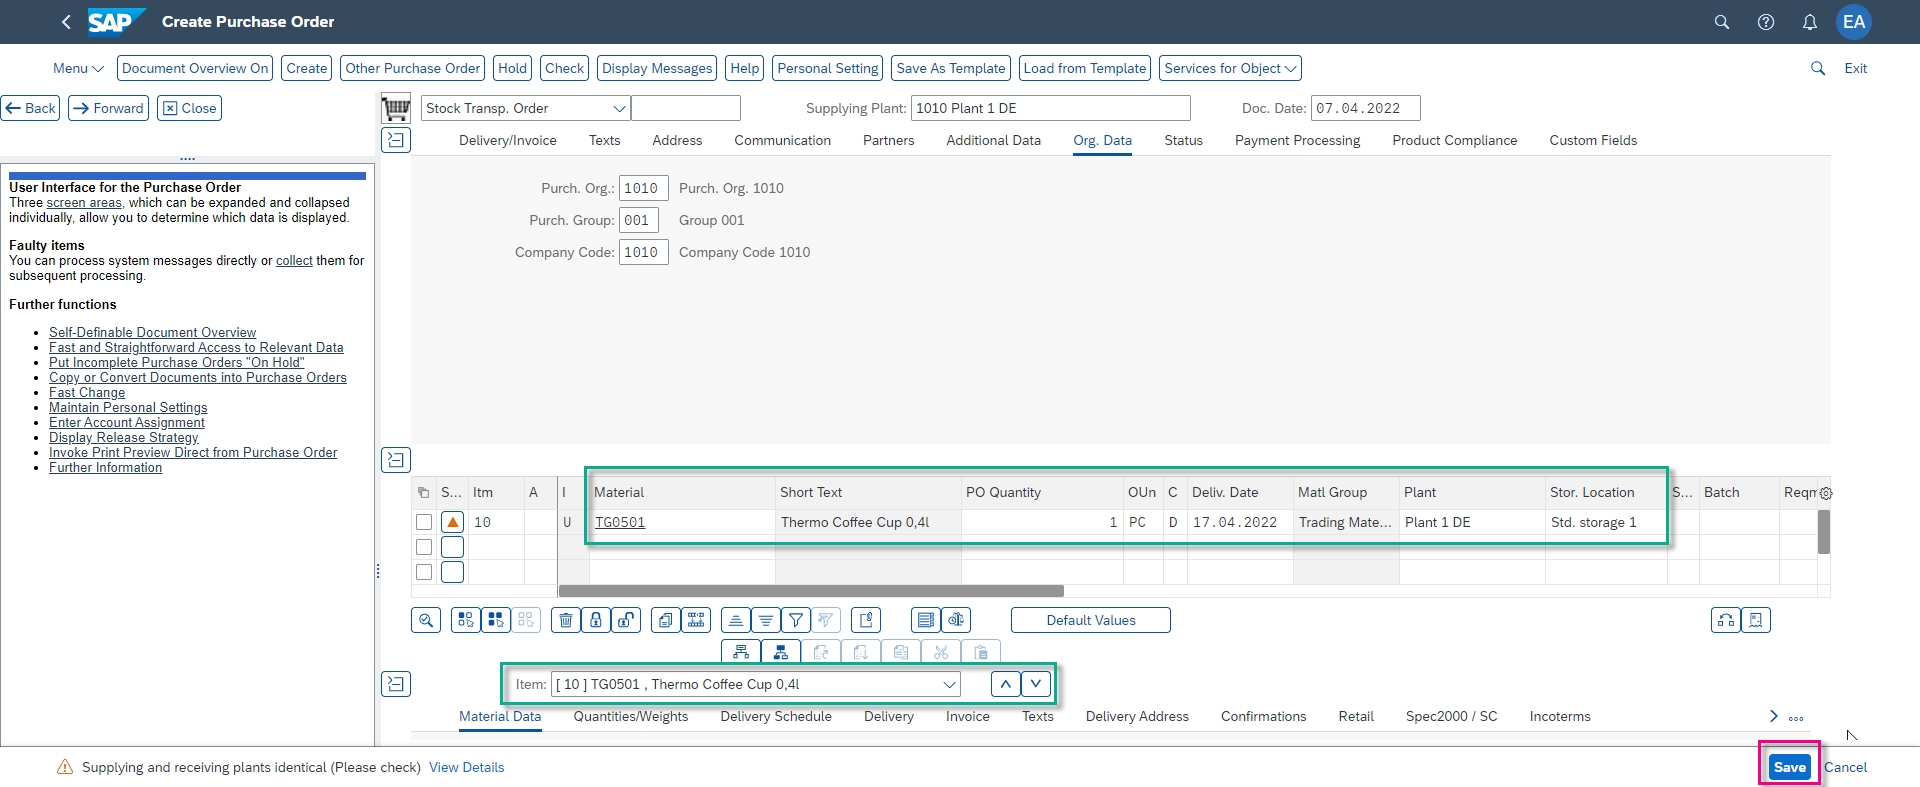 SAP Create Purchase Order EA
Menu Document Overview On Create Other Purchase Order Hold Check Display Messages Help Personal Setting Save As Template Load from Template Services for Object Exit
Back Forward Close
Stock Transp. Order Supplying Plant: 1010 Plant 1 DE Doc. Date: 07.04.2022
Delivery/Invoice Texts Address Communication Partners Additional Data Org. Data Status Payment Processing Product Compliance Custom Fields
User Interface for the Purchase Order
Three screen areas, which can be expanded and collapsed
individually, allow you to determine which data is displayed.
Faulty items
You can process system messages directly or collect them for
subsequent processing.
Further functions
Self-Definable Document Overview
Fast and Straightforward Access to Relevant Data
Put Incomplete Purchase Orders "On Hold"
Copy or Convert Documents into Purchase Orders
Fast Change
Maintain Personal Settings
Enter Account Assignment
Display Release Strategy
Invoke Print Preview Direct from Purchase Order
Further Information
Purch. Org.: 1010 Purch. Org. 1010
Purch. Group: 001 Group 001
Company Code: 1010 Company Code 1010
S... Itm A I Material Short Text PO Quantity OUn C Deliv. Date Matl Group Plant Stor. Location S... Batch Reqm
10 U TG0501 Thermo Coffee Cup 0,4l 1 PC D 17.04.2022 Trading Mate... Plant 1 DE Std. storage 1
Default Values
Item: [ 10 ] TG0501 , Thermo Coffee Cup 0,4l
Material Data Quantities/Weights Delivery Schedule Delivery Invoice Texts Delivery Address Confirmations Retail Spec2000 / SC Incoterms
Supplying and receiving plants identical (Please check) View Details Save Cancel